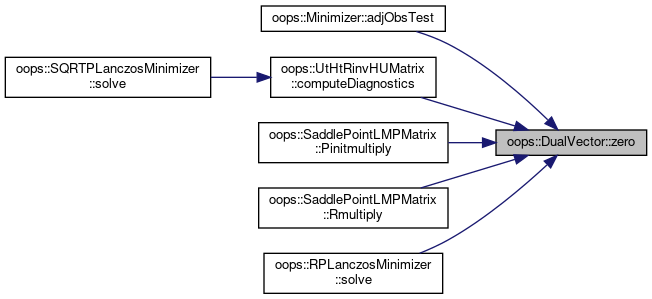 oops::Minimizer::adjObsTest
oops::SQRTPLanczosMinimizer
::solve
oops::UtHtRinvHUMatrix
::computeDiagnostics
oops::SaddlePointLMPMatrix
::Pinitmultiply
oops::DualVector::zero
oops::SaddlePointLMPMatrix
::Rmultiply
oops::RPLanczosMinimizer
::solve